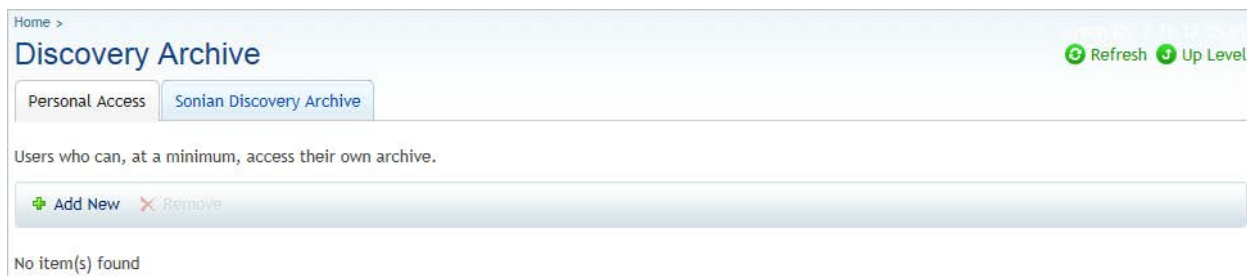 Home >
Discovery Archive
Refresh Up Level
Personal Access Sonian Discovery Archive
Users who can, at a minimum, access their own archive.
Add New Remove
No item(s) found